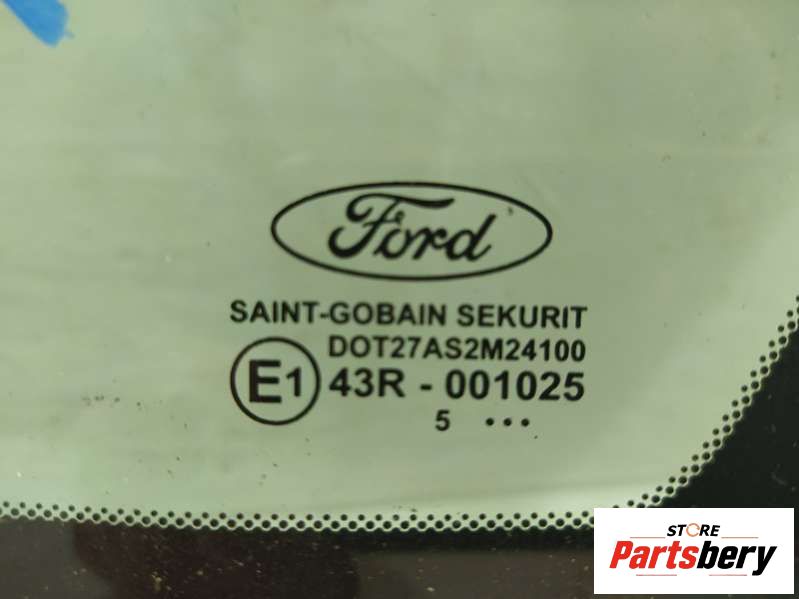 Ford
SAINT-GOBAIN SEKURIT
DOT27AS2M24100
E1 43R - 001025
5 •••
STORE
Partsbery